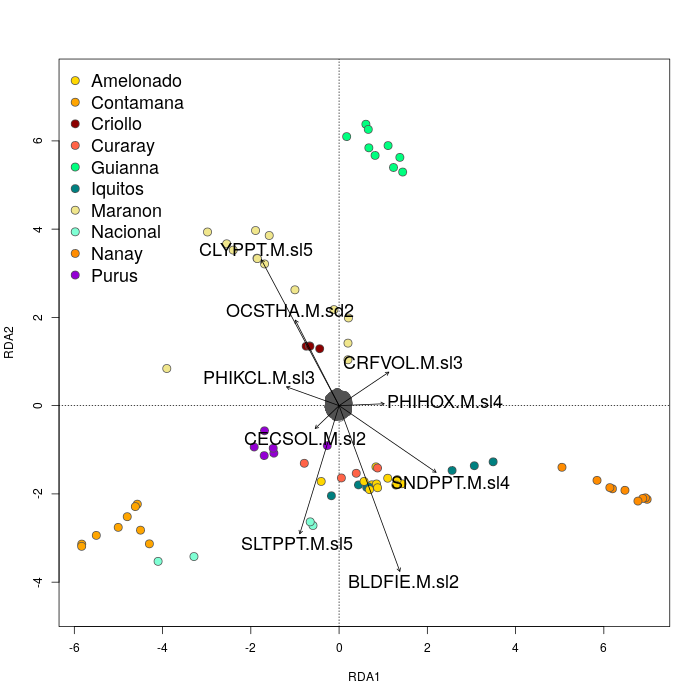 Amelonado
Contamana
Criollo
Curaray
Guianna
Iquitos
Maranon
Nacional
Nanay
Purus
CLYPPT.M.sl5
OCSTHA.M.sd2
CRFVOL.M.sl3
PHIKCL.M.sl3
PHIHOX.M.sl4
CECSOL.M.sl2
SNDPPT.M.sl4
SLTPPT.M.sl5
BLDFIE.M.sl2
6
4
2
0
-2
-4
RDA2
-6 -4 -2 0 2 4 6
RDA1